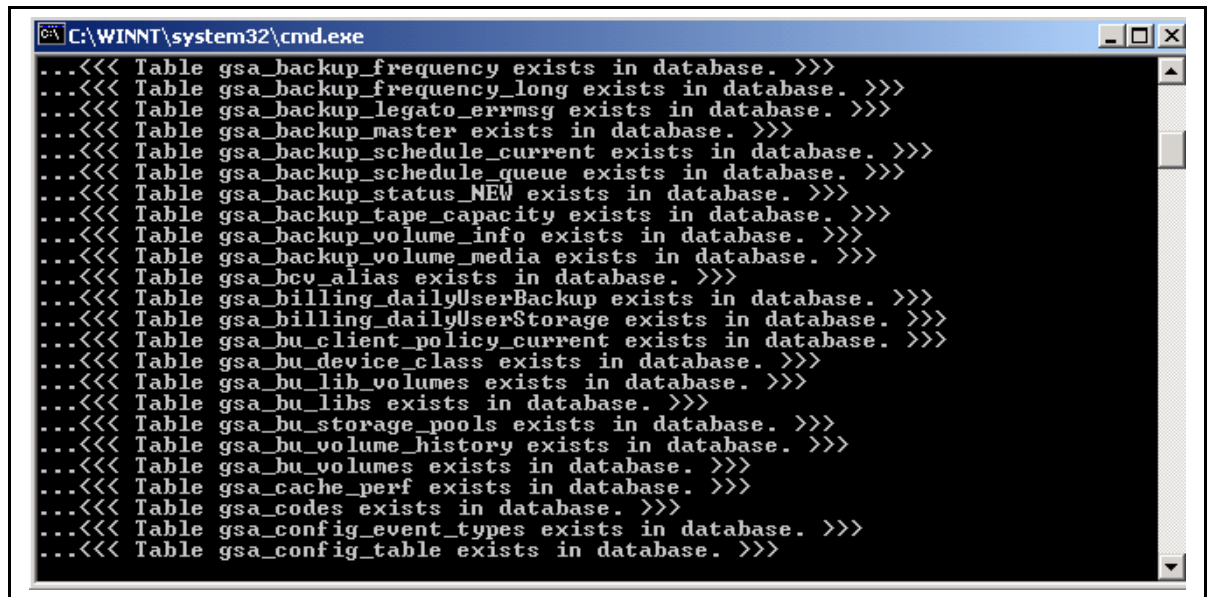 C:\WINNT\system32\cmd.exe
...<<< Table gsa_backup_frequency exists in database. >>>
...<<< Table gsa_backup_frequency_long exists in database. >>>
...<<< Table gsa_backup_legato_errmsg exists in database. >>>
...<<< Table gsa_backup_master exists in database. >>>
...<<< Table gsa_backup_schedule_current exists in database. >>>
...<<< Table gsa_backup_schedule_queue exists in database. >>>
...<<< Table gsa_backup_status_NEW exists in database. >>>
...<<< Table gsa_backup_tape_capacity exists in database. >>>
...<<< Table gsa_backup_volume_info exists in database. >>>
...<<< Table gsa_backup_volume_media exists in database. >>>
...<<< Table gsa_bcv_alias exists in database. >>>
...<<< Table gsa_billing_dailyUserBackup exists in database. >>>
...<<< Table gsa_billing_dailyUserStorage exists in database. >>>
...<<< Table gsa_bu_client_policy_current exists in database. >>>
...<<< Table gsa_bu_device_class exists in database. >>>
...<<< Table gsa_bu_lib_volumes exists in database. >>>
...<<< Table gsa_bu_libs exists in database. >>>
...<<< Table gsa_bu_storage_pools exists in database. >>>
...<<< Table gsa_bu_volume_history exists in database. >>>
...<<< Table gsa_bu_volumes exists in database. >>>
...<<< Table gsa_cache_perf exists in database. >>>
...<<< Table gsa_codes exists in database. >>>
...<<< Table gsa_config_event_types exists in database. >>>
...<<< Table gsa_config_table exists in database. >>>